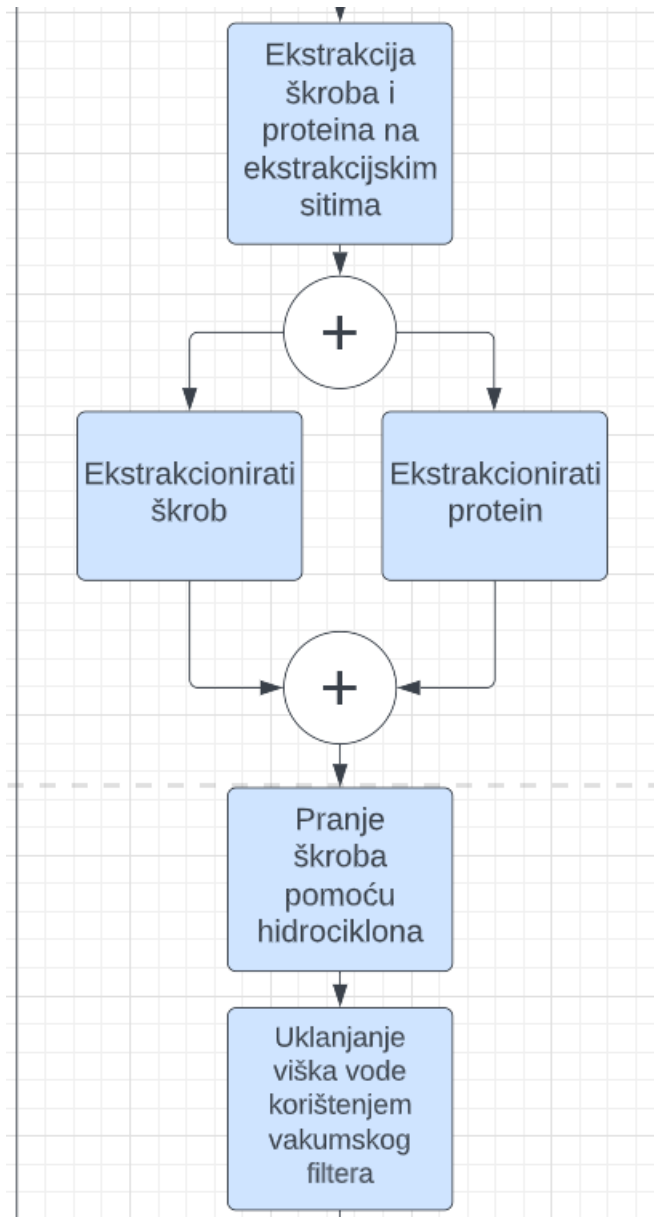 Ekstrakcija
škroba i
proteina na
ekstrakcijskim
sitima
+
Ekstrakcionirati
škrob
Ekstrakcionirati
protein
+
Pranje
škroba
pomoću
hidrociklona
Uklanjanje
viška vode
korištenjem
vakumskog
filtera